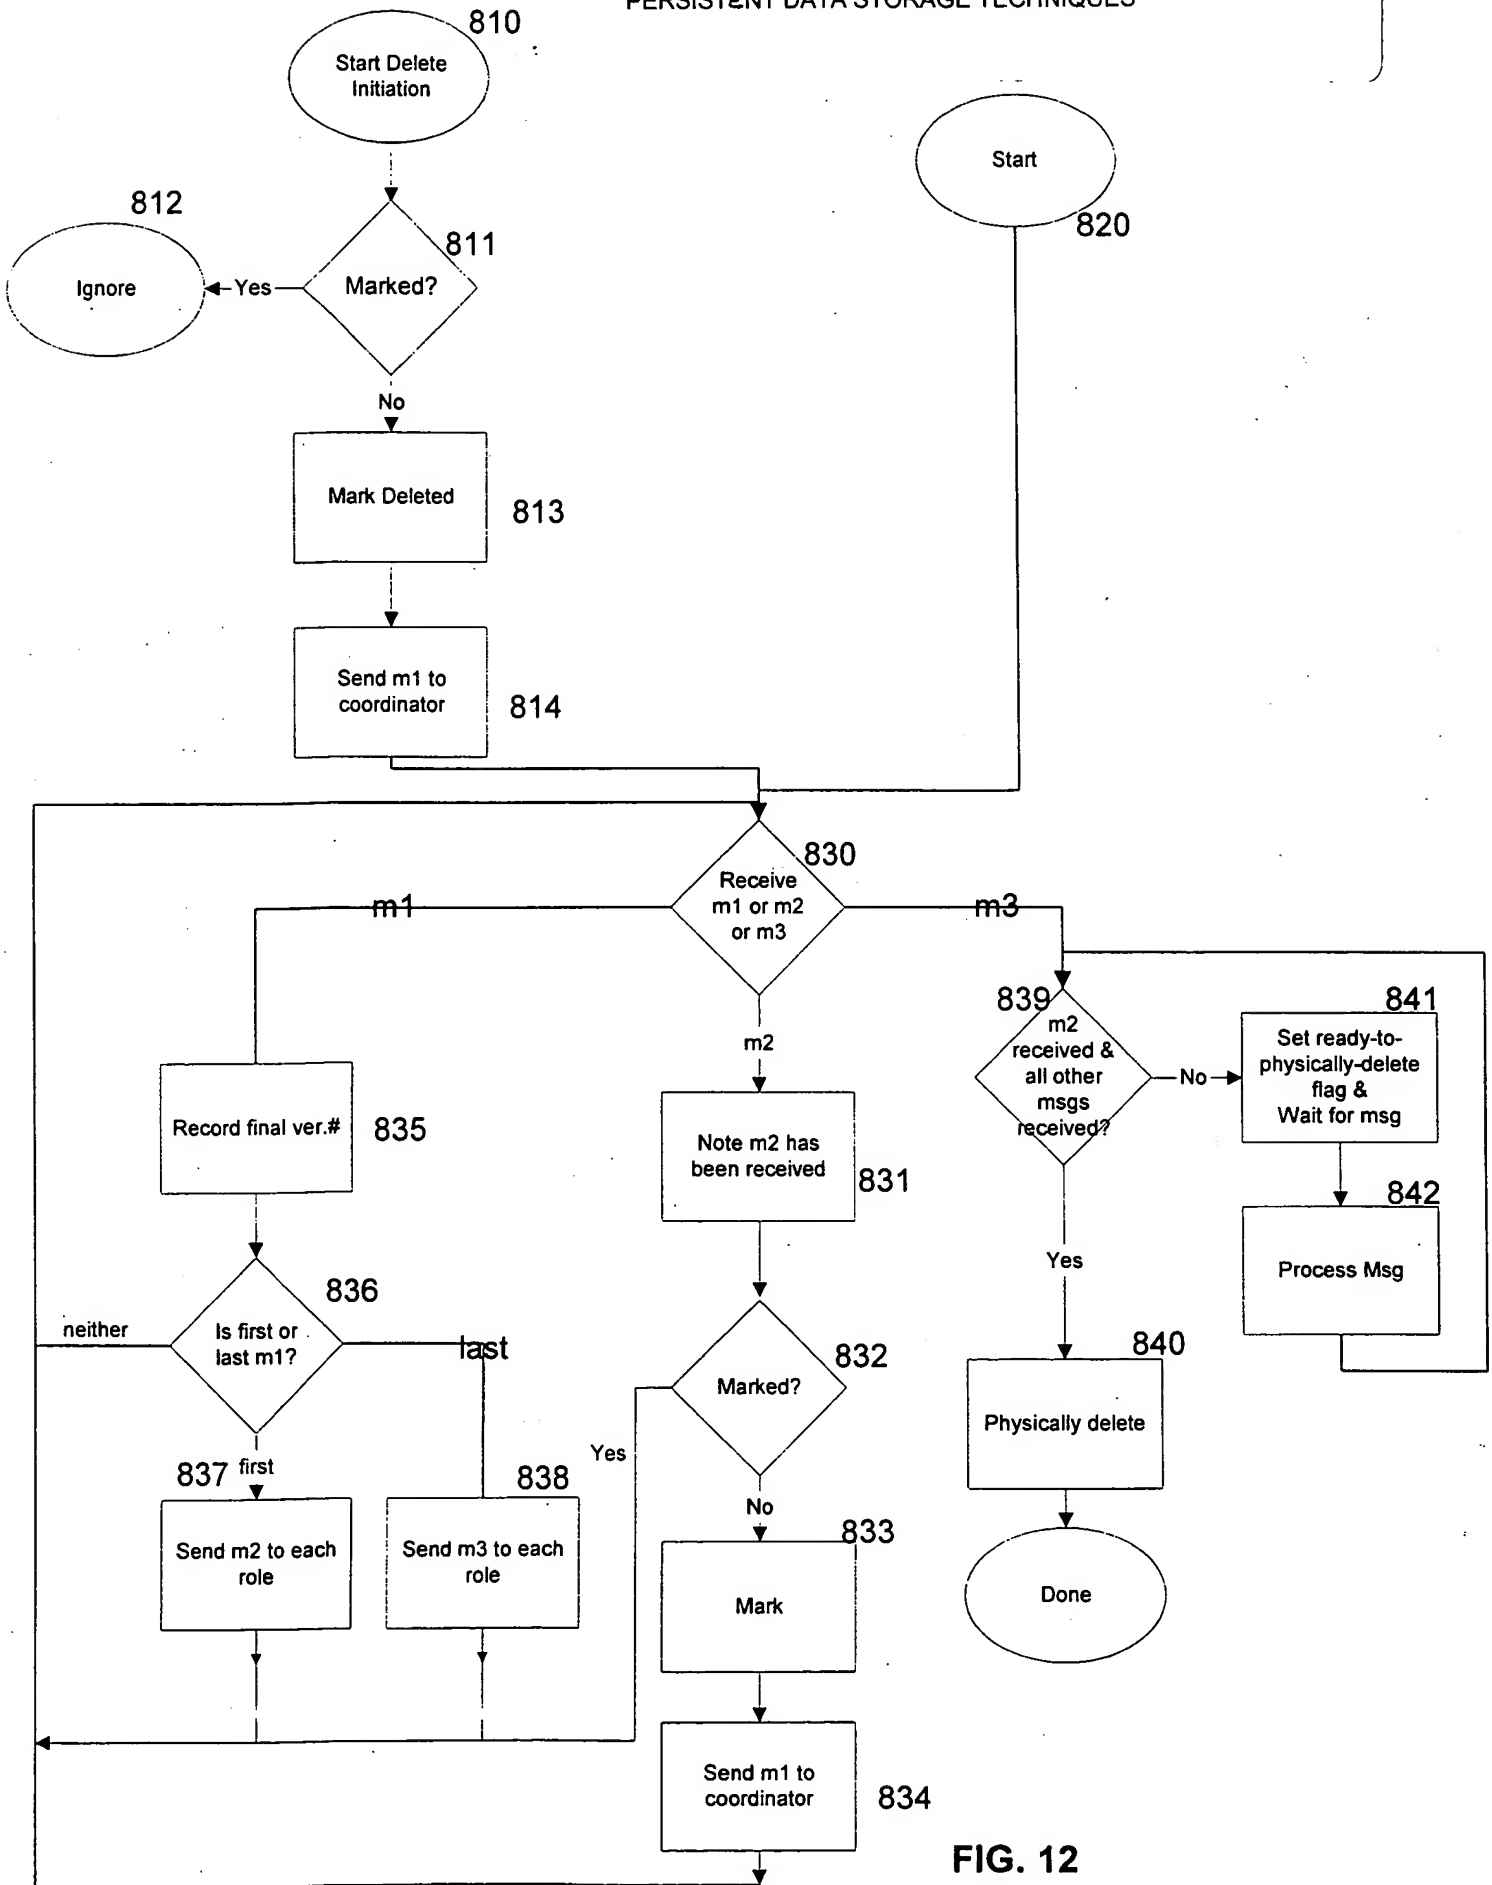 PERSISTENT DATA STORAGE TECHNIQUES
810
Start Delete
Initiation
Start
820
812
811
Ignore
Yes
Marked?
No
Mark Deleted
813
Send m1 to
coordinator
814
830
Receive
m1 or m2
or m3
m1
m3
m2
839
m2
received &
all other
msgs
received?
No
841
Set ready-to-
physically-delete
flag &
Wait for msg
Record final ver.#
835
Note m2 has
been received
831
842
Process Msg
Yes
836
Is first or
last m1?
neither
last
832
Marked?
840
Physically delete
Yes
837
first
838
No
833
Send m2 to each
role
Send m3 to each
role
Mark
Done
Send m1 to
coordinator
834
FIG. 12